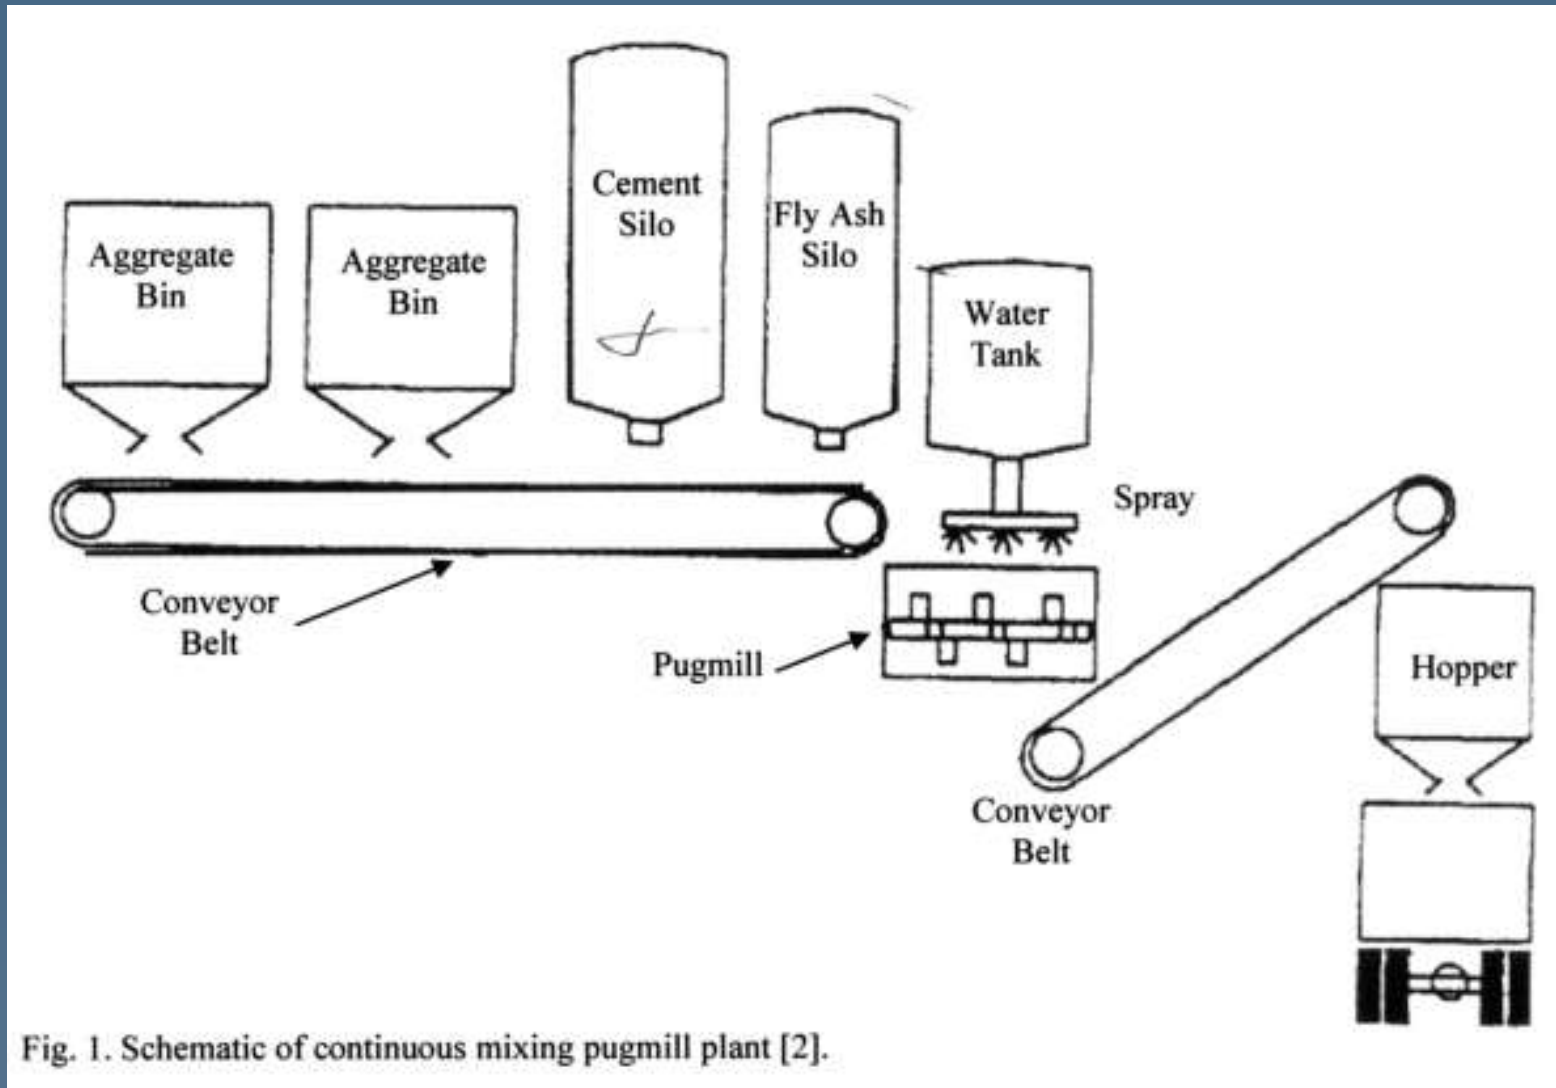 Aggregate
Bin
Aggregate
Bin
Cement
Silo
Fly Ash
Silo
Water
Tank
Spray
Conveyor
Belt
Pugmill
Hopper
Conveyor
Belt
Fig. 1. Schematic of continuous mixing pugmill plant [2].